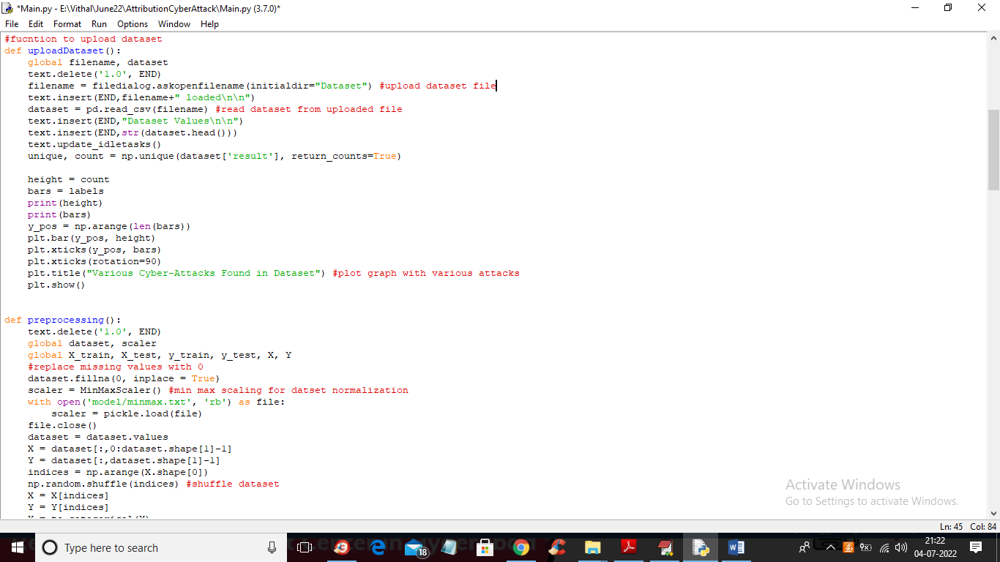 *Main.py - E:\Vithal\June22\AttributionCyberAttack\Main.py (3.7.0)*
File Edit Format Run Options Window Help
#fucntion to upload dataset
def uploadDataset():
    global filename, dataset
    text.delete('1.0', END)
    filename = filedialog.askopenfilename(initialdir="Dataset") #upload dataset file
    text.insert(END,filename+" loaded\n\n")
    dataset = pd.read_csv(filename) #read dataset from uploaded file
    text.insert(END,"Dataset Values\n\n")
    text.insert(END,str(dataset.head()))
    text.update_idletasks()
    unique, count = np.unique(dataset['result'], return_counts=True)
    height = count
    bars = labels
    print(height)
    print(bars)
    y_pos = np.arange(len(bars))
    plt.bar(y_pos, height)
    plt.xticks(y_pos, bars)
    plt.xticks(rotation=90)
    plt.title("Various Cyber-Attacks Found in Dataset") #plot graph with various attacks
    plt.show()
def preprocessing():
    text.delete('1.0', END)
    global dataset, scaler
    global X_train, X_test, y_train, y_test, X, Y
    #replace missing values with 0
    dataset.fillna(0, inplace = True)
    scaler = MinMaxScaler() #min max scaling for datset normalization
    with open('model/minmax.txt', 'rb') as file:
        scaler = pickle.load(file)
    file.close()
    dataset = dataset.values
    X = dataset[:,0:dataset.shape[1]-1]
    Y = dataset[:,dataset.shape[1]-1]
    indices = np.arange(X.shape[0])
    np.random.shuffle(indices) #shuffle dataset
    X = X[indices]
    Y = Y[indices]
Activate Windows
Go to Settings to activate Windows.
Ln: 45 Col: 84
Type here to search
18
21:22
04-07-2022